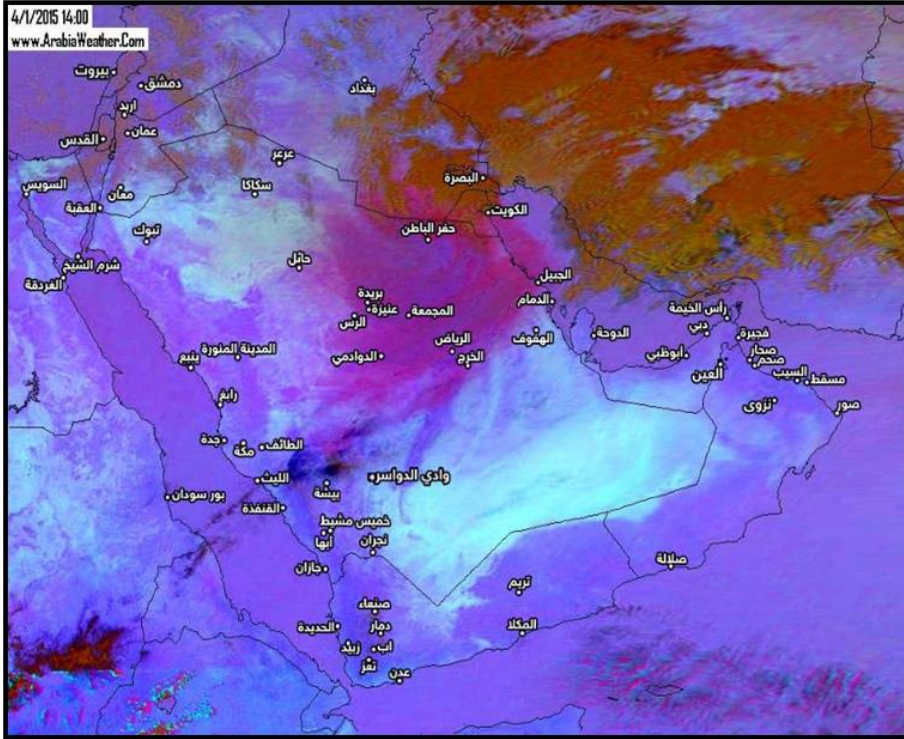 4/1/2015 14:00
www.ArabiaWeather.Com
بيروت
دمشق
بغداد
اربد
عمان
القدس
عرعر
سكاكا
البصرة
السويس
معان
العقبة
الكويت
تبوك
حفر الباطن
شرم الشيخ
حائل
الغردقة
الجبيل
بريدة
الدمام
عنيزة
المجمعة
الرس
رأس الخيمة
دبي
فجيرة
الهفوف
الدوحة
الرياض
المدينة المنورة
ينبع
الدوادمي
الخرج
أبوظبي
صحار
صحم
العين
السيب
مسقط
رابغ
نزوى
صور
جدة
مكة
الطائف
الليث
وادي الدواسر
بيشة
بور سودان
القنفذة
خميس مشيط
أبها
نجران
جازان
صلالة
تريم
صنعاء
الحديدة
دمار
المكلا
زبيد
اب
تعز
عدن